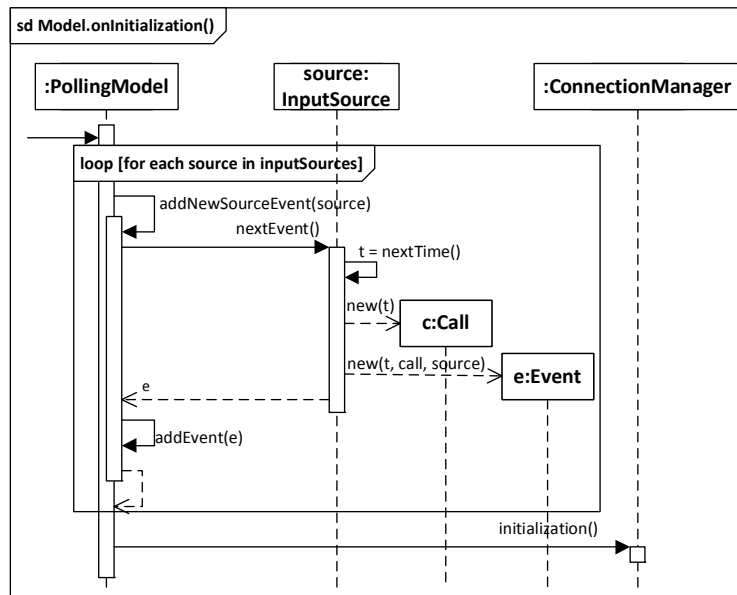 sd Model.onInitialization()
:PollingModel
source:
InputSource
:ConnectionManager
loop [for each source in inputSources]
addNewSourceEvent(source)
nextEvent()
t = nextTime()
new(t)
c:Call
new(t, call, source)
e:Event
e
addEvent(e)
initialization()